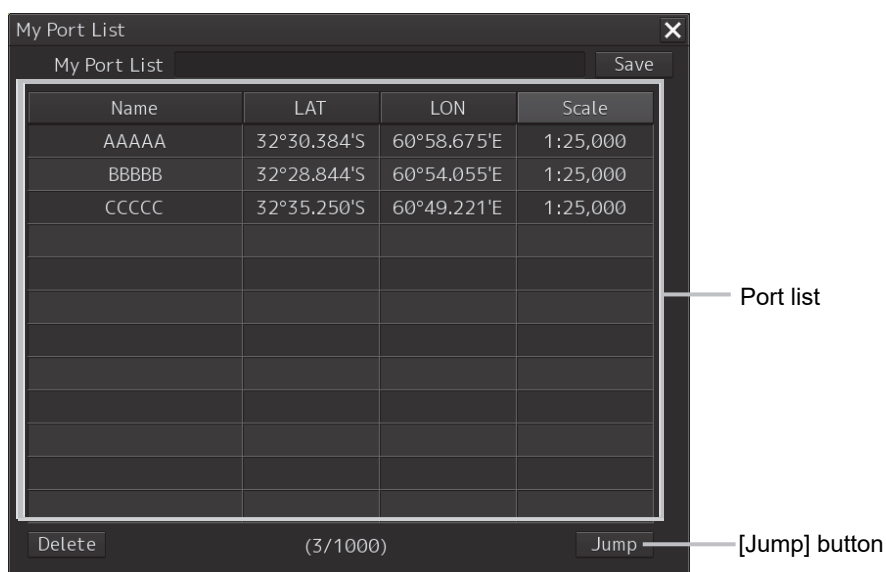 My Port List
My Port List Save
Name LAT LON Scale
AAAAA 32°30.384'S 60°58.675'E 1:25,000
BBBBB 32°28.844'S 60°54.055'E 1:25,000
CCCCC 32°35.250'S 60°49.221'E 1:25,000
Port list
Delete (3/1000) Jump [Jump] button